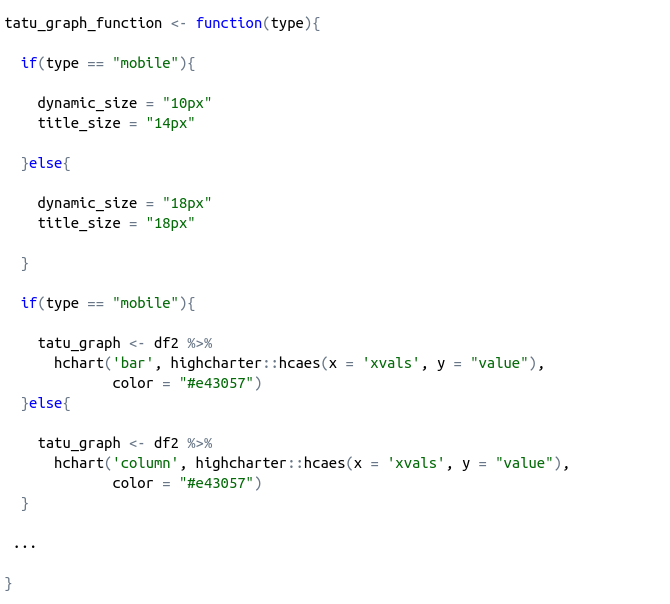 tatu_graph_function <- function(type){
if(type == "mobile"){
dynamic_size = "10px"
title_size = "14px"
}else{
dynamic_size = "18px"
title_size = "18px"
}
if(type == "mobile"){
tatu_graph <- df2 %>%
hchart('bar', highcharter::hcaes(x = 'xvals', y = "value"),
color = "#e43057")
}else{
tatu_graph <- df2 %>%
hchart('column', highcharter::hcaes(x = 'xvals', y = "value"),
color = "#e43057")
}
...
}